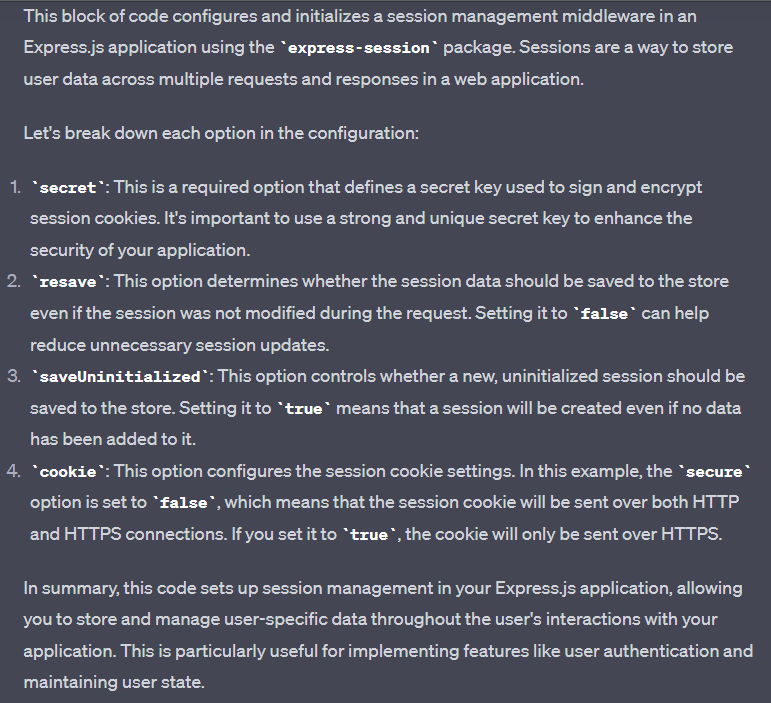 This block of code configures and initializes a session management middleware in an
Express.js application using the `express-session` package. Sessions are a way to store
user data across multiple requests and responses in a web application.
Let's break down each option in the configuration:
1. `secret`: This is a required option that defines a secret key used to sign and encrypt
session cookies. It's important to use a strong and unique secret key to enhance the
security of your application.
2. `resave`: This option determines whether the session data should be saved to the store
even if the session was not modified during the request. Setting it to `false` can help
reduce unnecessary session updates.
3. `saveUninitialized`: This option controls whether a new, uninitialized session should be
saved to the store. Setting it to `true` means that a session will be created even if no data
has been added to it.
4. `cookie`: This option configures the session cookie settings. In this example, the `secure`
option is set to `false`, which means that the session cookie will be sent over both HTTP
and HTTPS connections. If you set it to `true`, the cookie will only be sent over HTTPS.
In summary, this code sets up session management in your Express.js application, allowing
you to store and manage user-specific data throughout the user's interactions with your
application. This is particularly useful for implementing features like user authentication and
maintaining user state.